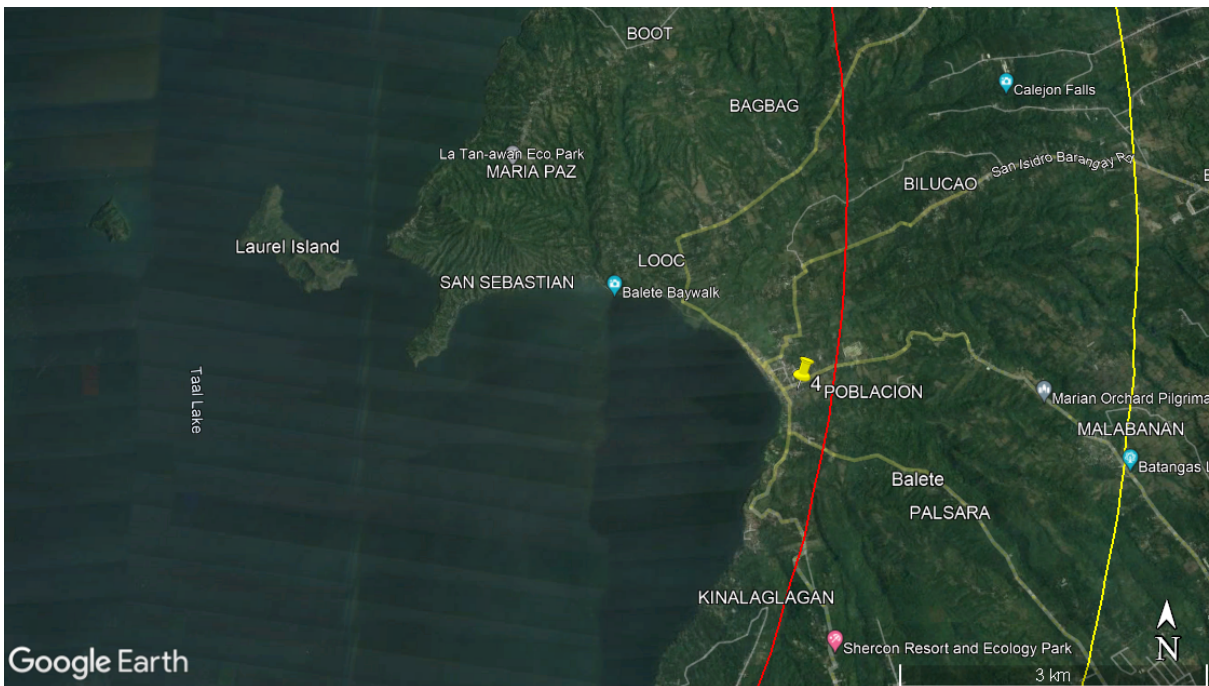 BOOT
Calejon Falls
BAGBAG
La Tan-awan Eco Park
MARIA PAZ
San Isidro Barangay Rd
BILUCAO
Laurel Island
LOOC
SAN SEBASTIAN
Balete Baywalk
Taal Lake
4
POBLACION
Marian Orchard Pilgrima
MALABANAN
Batangas L
Balete
PALSARA
KINALAGLAGAN
Shercon Resort and Ecology Park
N
Google Earth
3 km